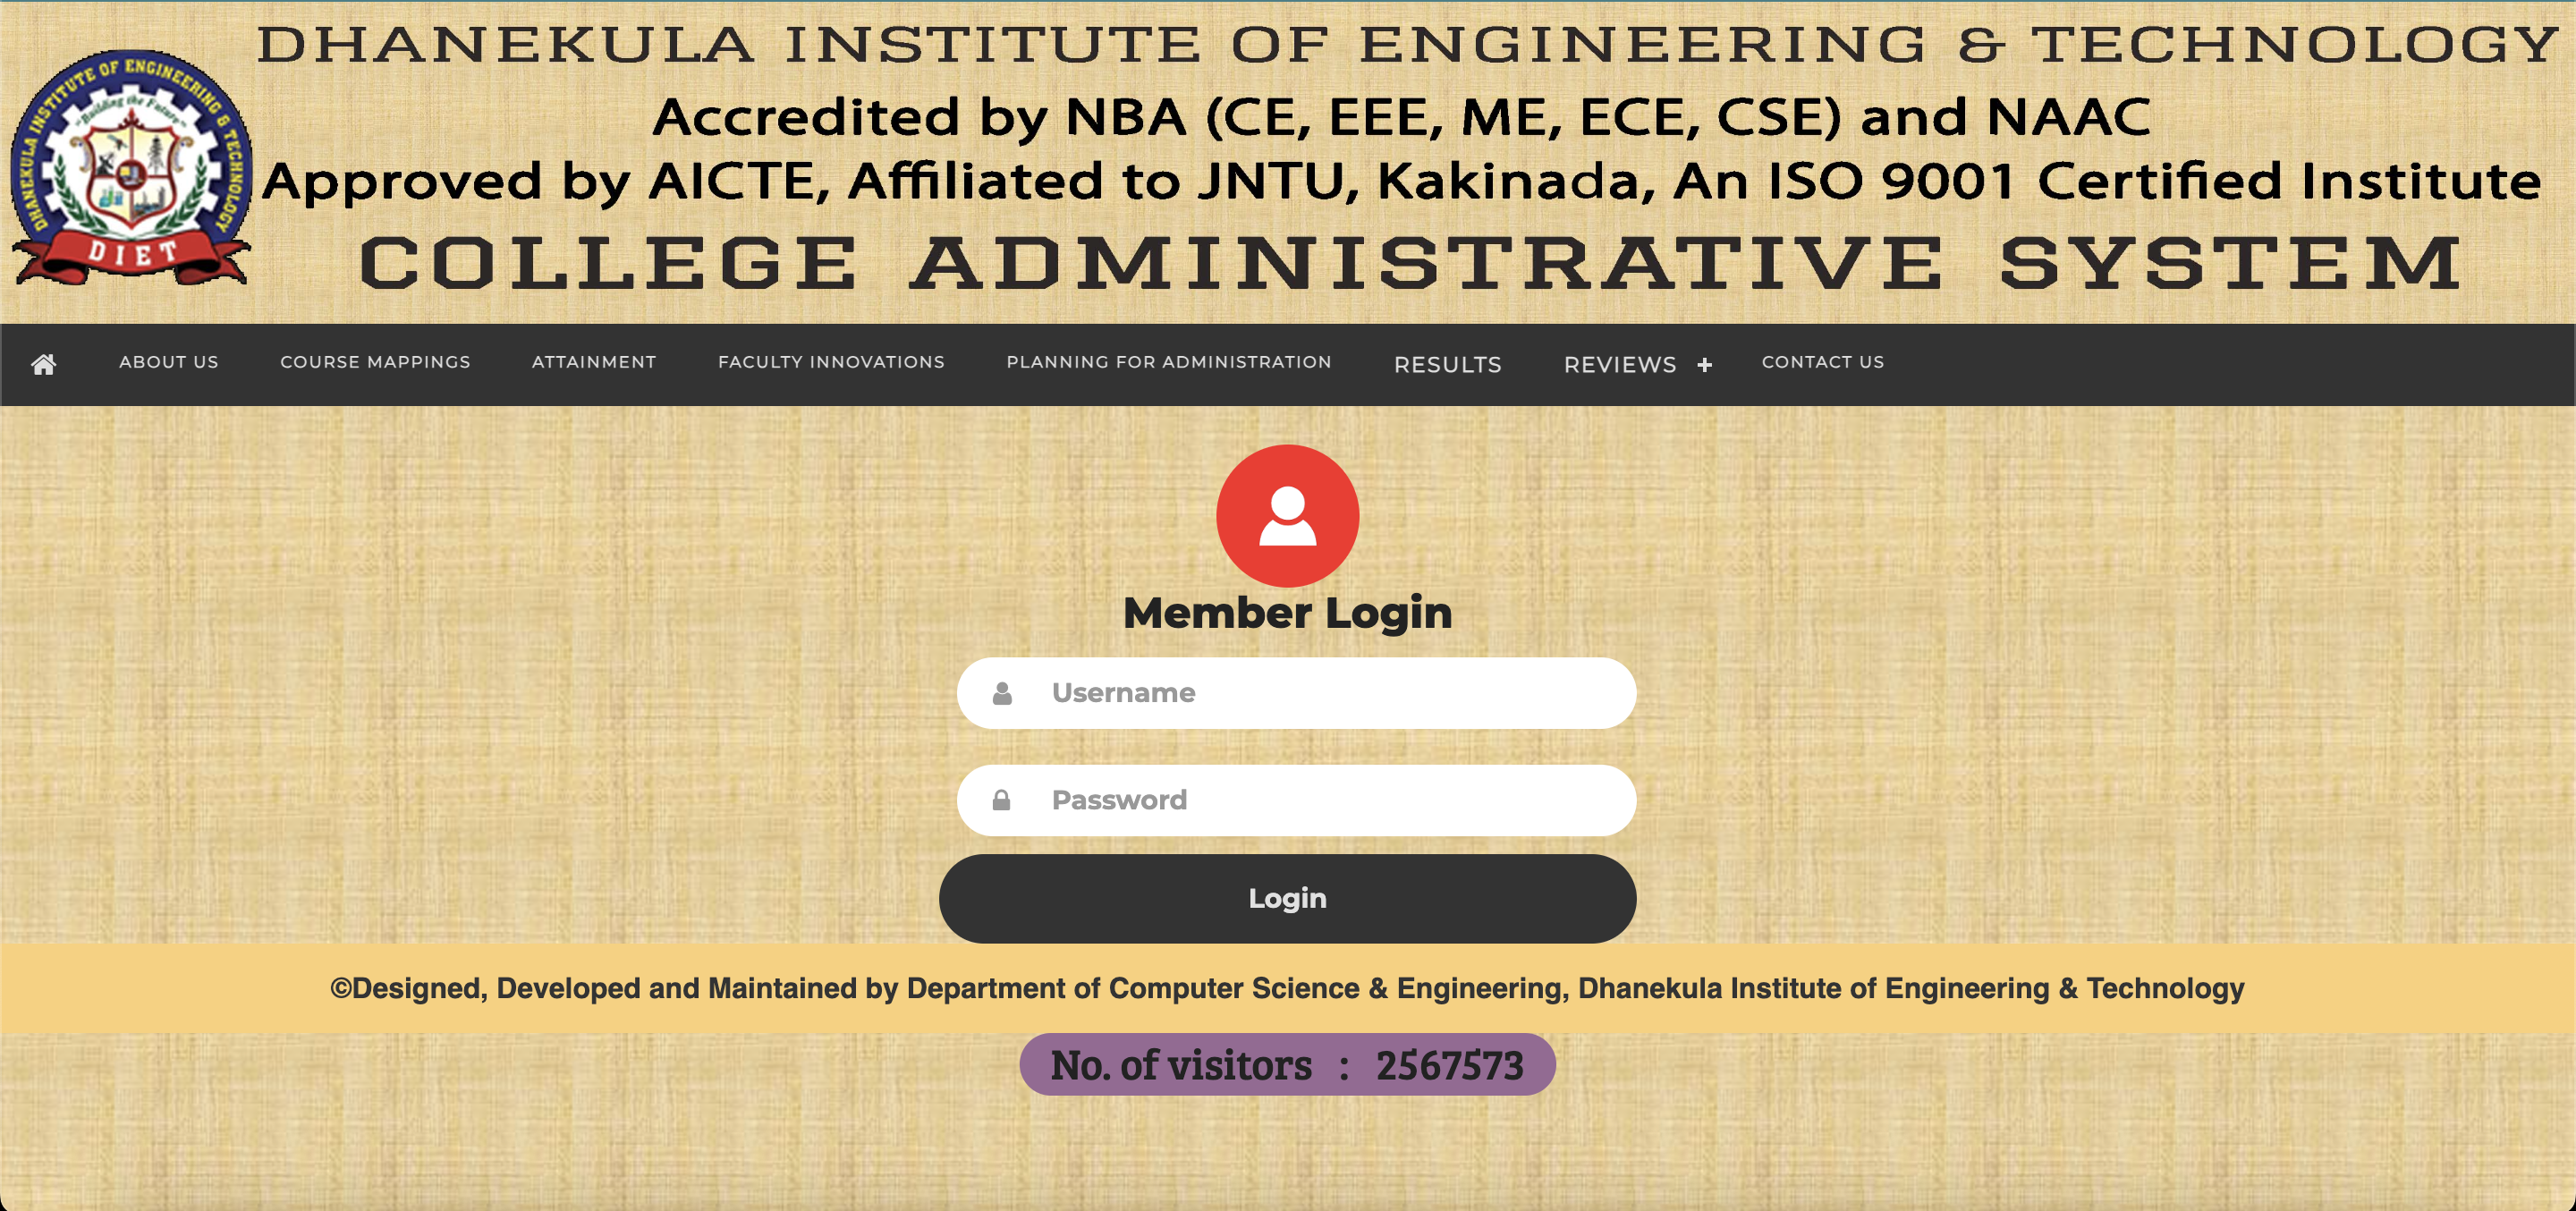 DHANEKULA INSTITUTE OF ENGINEERING & TECHNOLOGY
Accredited by NBA (CE, EEE, ME, ECE, CSE) and NAAC
Approved by AICTE, Affiliated to JNTU, Kakinada, An ISO 9001 Certified Institute
COLLEGE ADMINISTRATIVE SYSTEM
DHANEKULA INSTITUTE OF ENGINEERING & TECHNOLOGY
"Building the Future"
DIET
ABOUT US COURSE MAPPINGS ATTAINMENT FACULTY INNOVATIONS PLANNING FOR ADMINISTRATION RESULTS REVIEWS + CONTACT US
Member Login
Username
Password
Login
©Designed, Developed and Maintained by Department of Computer Science & Engineering, Dhanekula Institute of Engineering & Technology
No. of visitors : 2567573